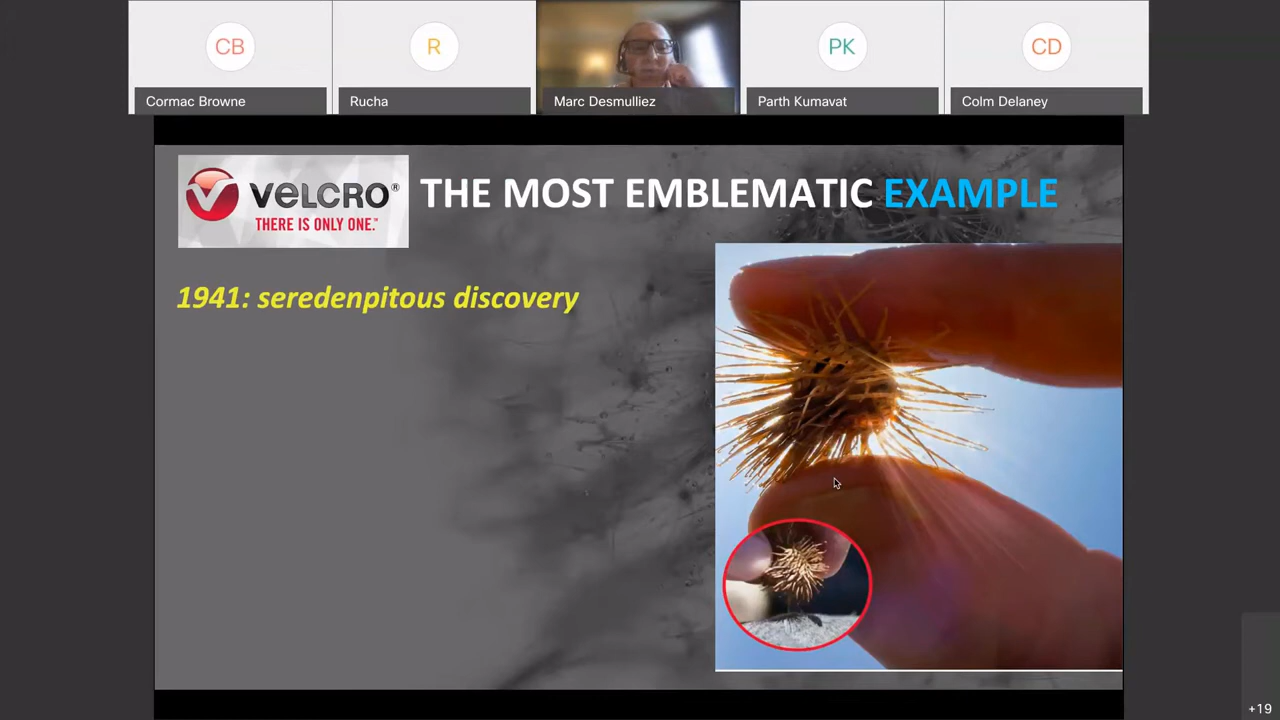 CB
R
PK
CD
Cormac Browne
Rucha
Marc Desmulliez
Parth Kumavat
Colm Delaney
VELCRO®
THERE IS ONLY ONE.™
THE MOST EMBLEMATIC EXAMPLE
1941: seredenpitous discovery
+19